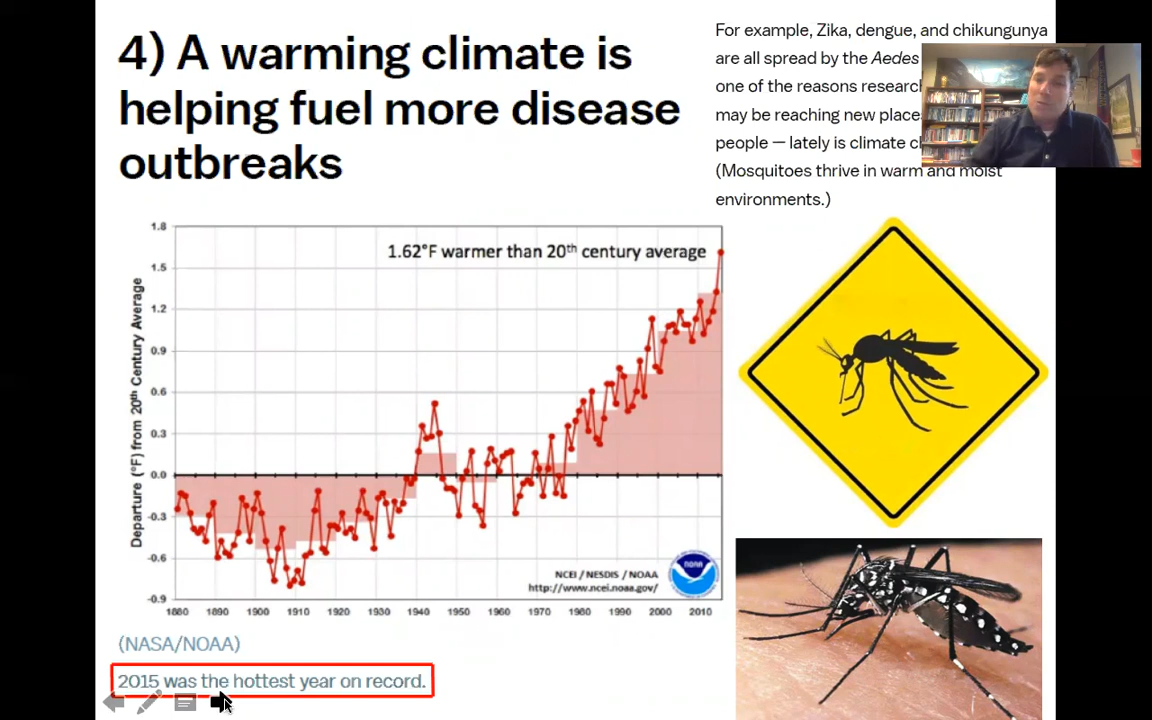 4) A warming climate is
helping fuel more disease
outbreaks
For example, Zika, dengue, and chikungunya
are all spread by the Aedes
one of the reasons
may be reaching new
people — lately is climate
(Mosquitoes thrive in warm and moist
environments.)
1.62°F warmer than 20th century average
Departure (°F) from 20th Century Average
1.8
1.5
1.2
0.9
0.6
0.3
0.0
-0.3
-0.6
-0.9
1880 1890 1900 1910 1920 1930 1940 1950 1960 1970 1980 1990 2000 2010
NCEI / NESDIS / NOAA
http://www.ncei.noaa.gov/
NOAA
(NASA/NOAA)
2015 was the hottest year on record.